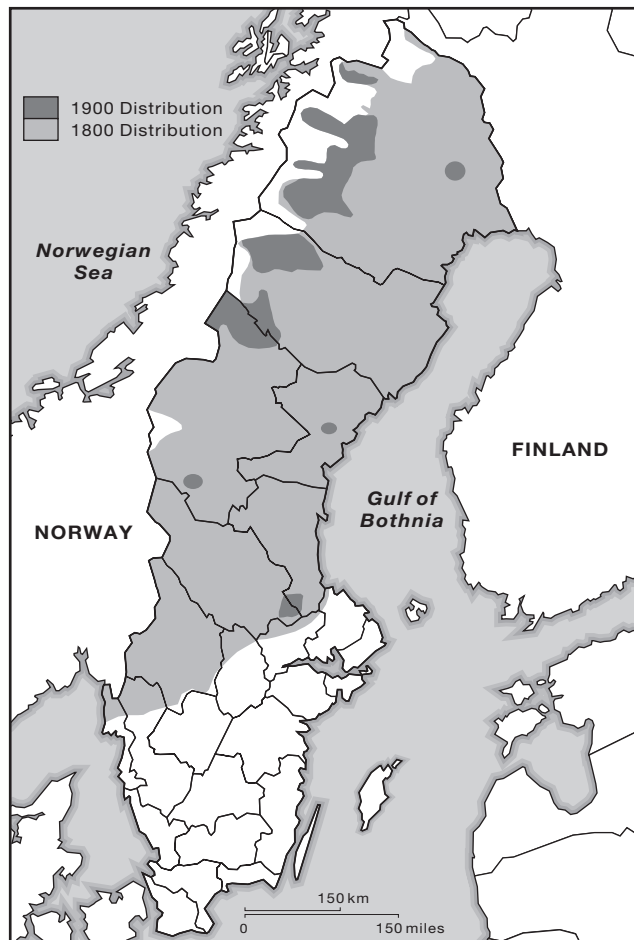 1900 Distribution
1800 Distribution
Norwegian
Sea
FINLAND
Gulf of
Bothnia
NORWAY
150 km
0
150 miles